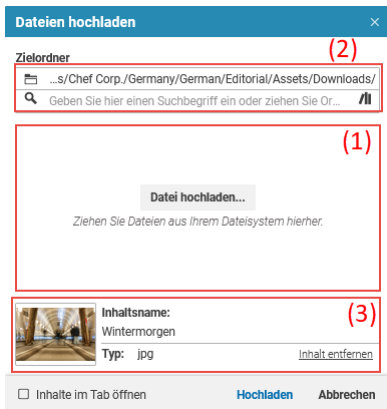 Dateien hochladen
Zielordner
(2)
...s/Chef Corp./Germany/German/Editorial/Assets/Downloads/
Geben Sie hier einen Suchbegriff ein oder ziehen Sie Or...
(1)
Datei hochladen...
Ziehen Sie Dateien aus Ihrem Dateisystem hierher.
(3)
Inhaltsname:
Wintermorgen
Typ: jpg
Inhalt entfernen
Inhalte im Tab öffnen
Hochladen
Abbrechen